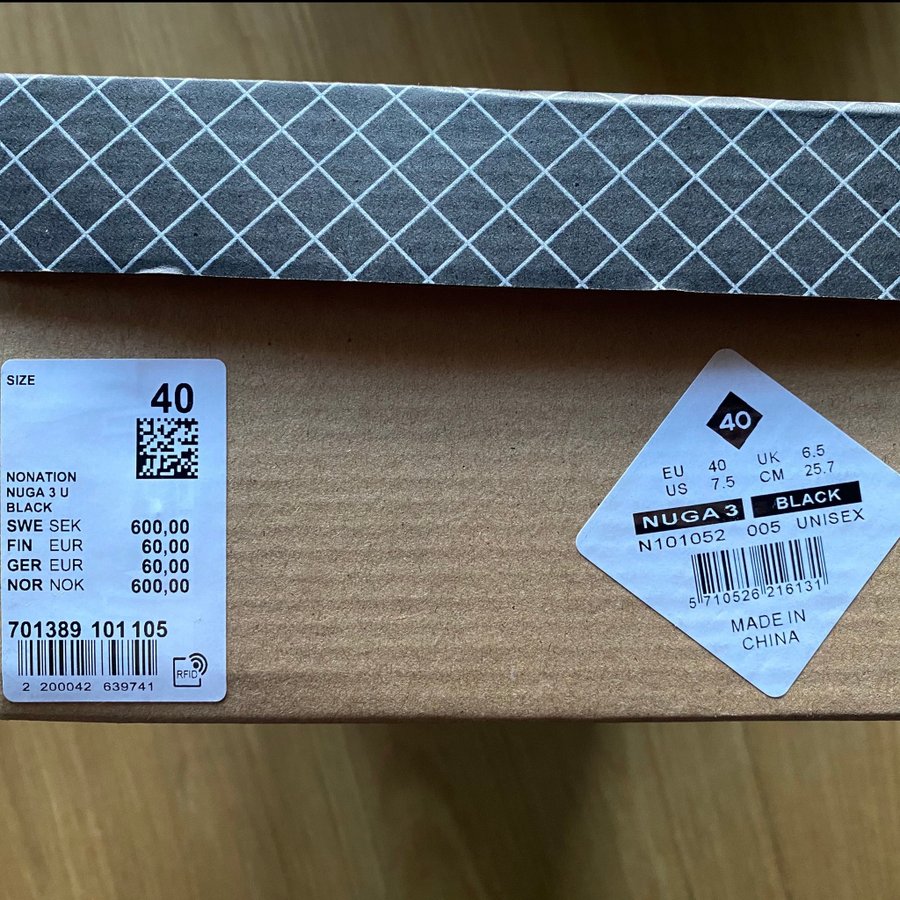 SIZE
40
NONATION
NUGA 3 U
BLACK
SWE SEK 600,00
FIN EUR 60,00
GER EUR 60,00
NOR NOK 600,00
701389 101 105
2 200042 639741
RFID
40
EU 40 UK 6.5
US 7.5 CM 25.7
NUGA 3 BLACK
N101052 005 UNISEX
5 710526 216131
MADE IN
CHINA